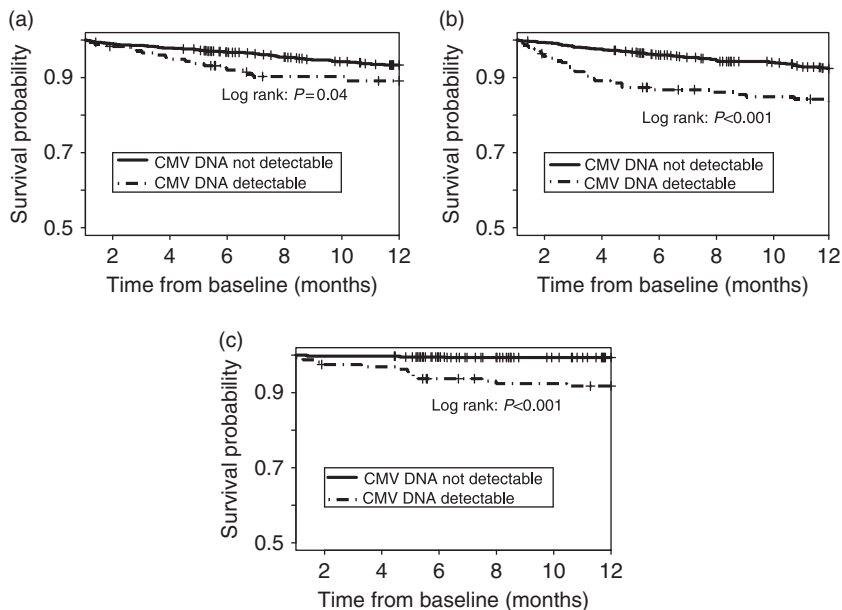 (a)
Survival probability
0.9
0.7
0.5
Log rank: P=0.04
CMV DNA not detectable
CMV DNA detectable
2 4 6 8 10 12
Time from baseline (months)
(b)
Survival probability
0.9
0.7
0.5
Log rank: P<0.001
CMV DNA not detectable
CMV DNA detectable
2 4 6 8 10 12
Time from baseline (months)
(c)
Survival probability
0.9
0.7
0.5
Log rank: P<0.001
CMV DNA not detectable
CMV DNA detectable
2 4 6 8 10 12
Time from baseline (months)